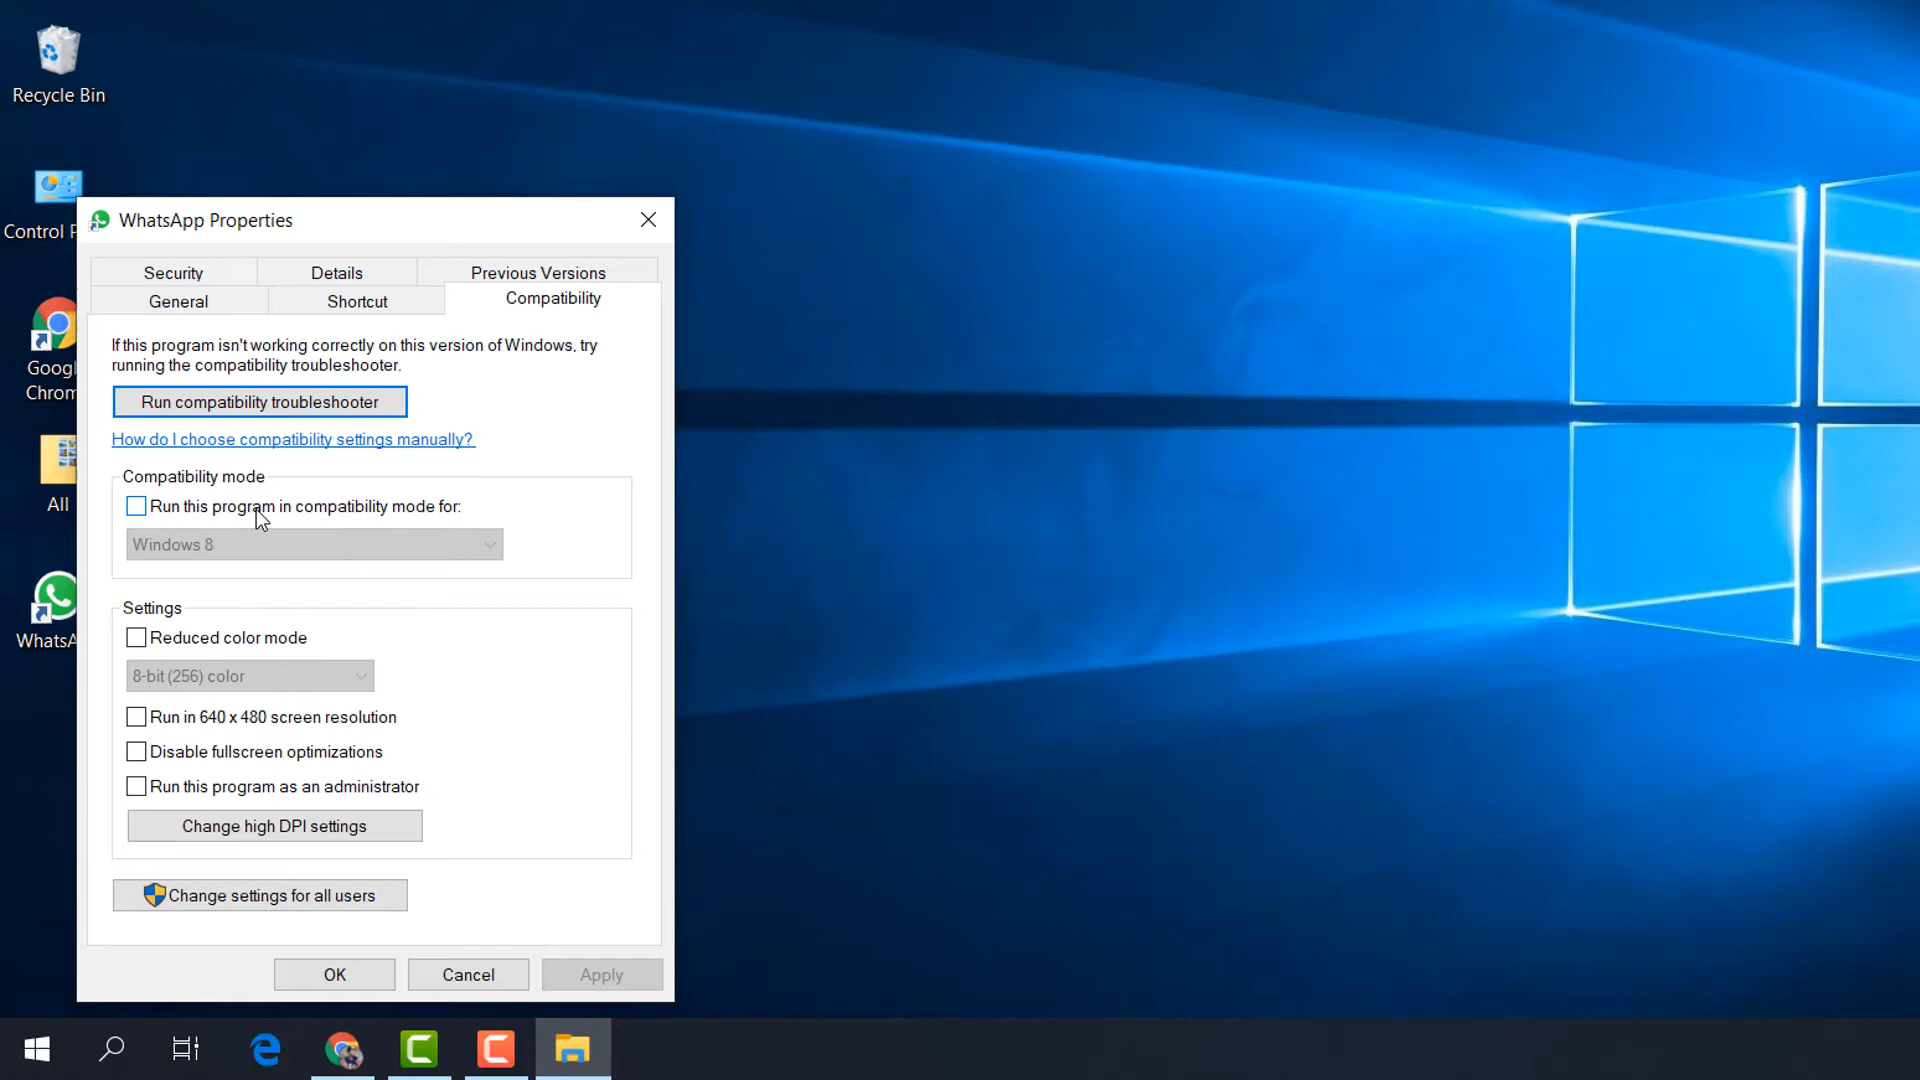 Recycle Bin
Control P
Googl
Chrom
All
WhatsA
WhatsApp Properties
Security
Details
Previous Versions
General
Shortcut
Compatibility
If this program isn't working correctly on this version of Windows, try
running the compatibility troubleshooter.
Run compatibility troubleshooter
How do I choose compatibility settings manually?
Compatibility mode
Run this program in compatibility mode for:
Windows 8
Settings
Reduced color mode
8-bit (256) color
Run in 640 x 480 screen resolution
Disable fullscreen optimizations
Run this program as an administrator
Change high DPI settings
Change settings for all users
OK
Cancel
Apply